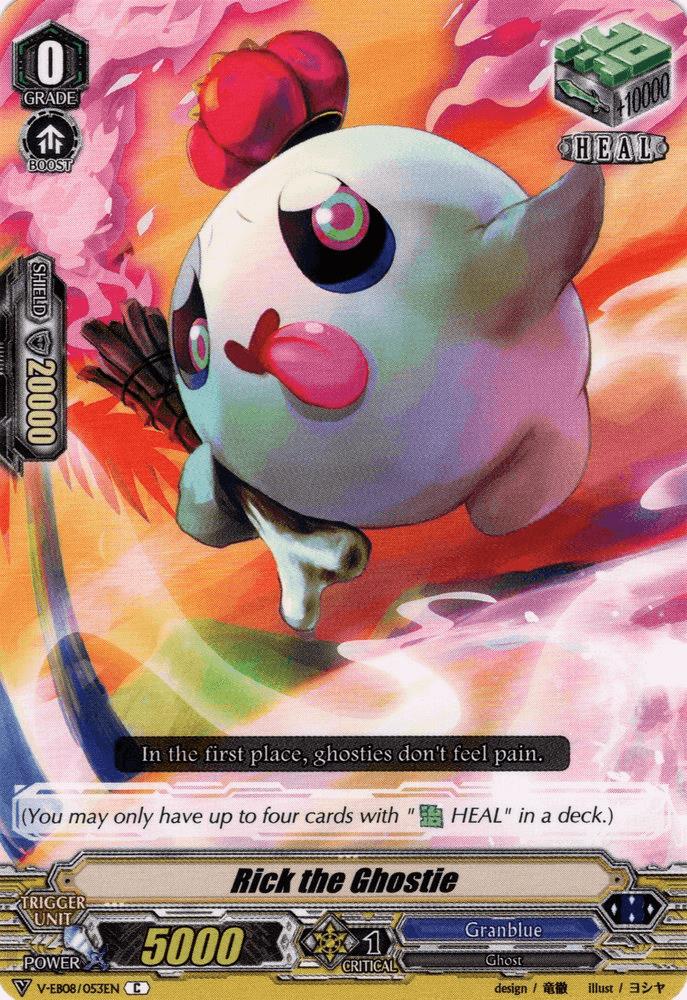 0
GRADE
BOOST
+10000
HEAL
SHIELD
20000
In the first place, ghosties don't feel pain.
(You may only have up to four cards with " HEAL" in a deck.)
Rick the Ghostie
TRIGGER
UNIT
POWER
5000
1
CRITICAL
Granblue
Ghost
V-EB08/053EN C
design / 竜徹 illust / ヨシヤ